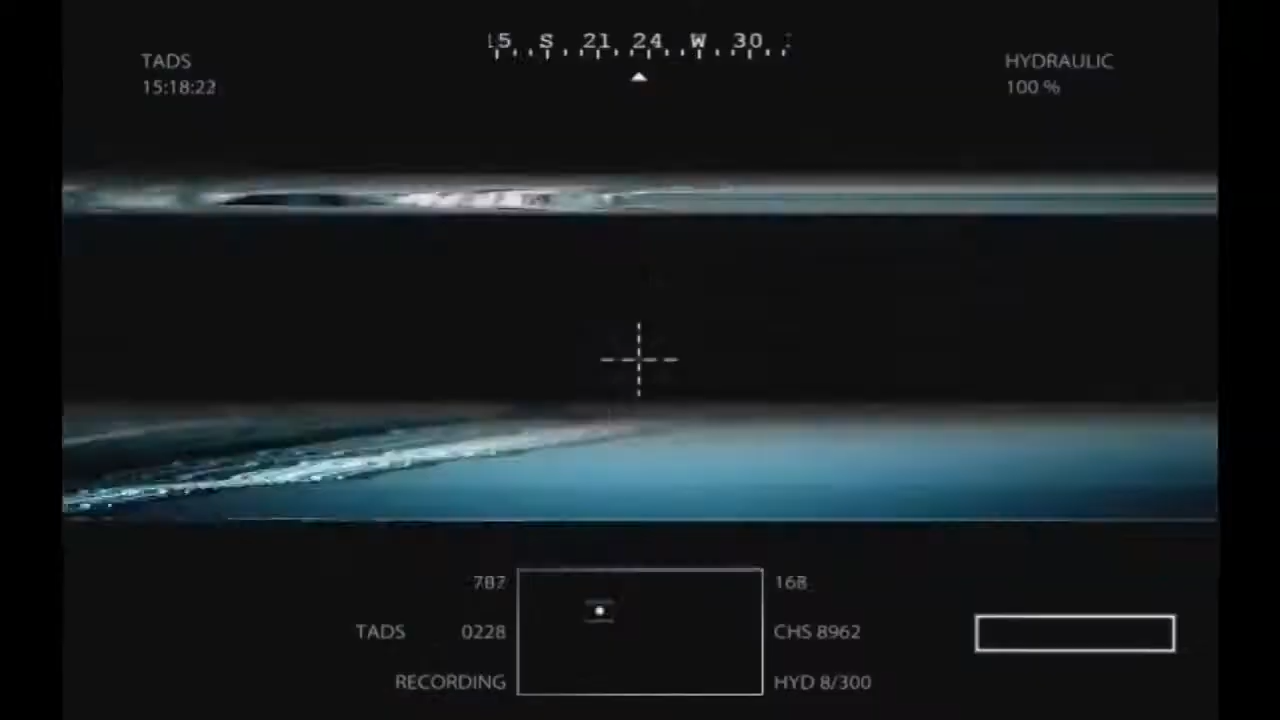 15 S 21 24 W 30
TADS
15:18:22
HYDRAULIC
100 %
787 168
TADS 0228 CHS 8962
RECORDING HYD 8/300